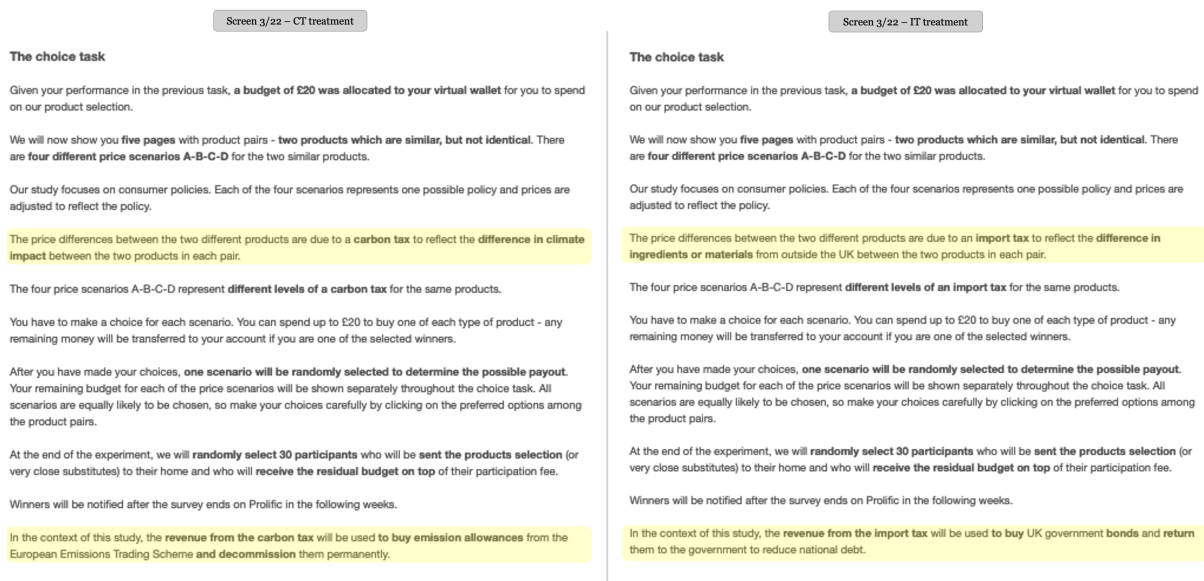 Screen 3/22 – CT treatment
The choice task
Given your performance in the previous task, a budget of £20 was allocated to your virtual wallet for you to spend
on our product selection.
We will now show you five pages with product pairs - two products which are similar, but not identical. There
are four different price scenarios A-B-C-D for the two similar products.
Our study focuses on consumer policies. Each of the four scenarios represents one possible policy and prices are
adjusted to reflect the policy.
The price differences between the two different products are due to a carbon tax to reflect the difference in climate
impact between the two products in each pair.
The four price scenarios A-B-C-D represent different levels of a carbon tax for the same products.
You have to make a choice for each scenario. You can spend up to £20 to buy one of each type of product - any
remaining money will be transferred to your account if you are one of the selected winners.
After you have made your choices, one scenario will be randomly selected to determine the possible payout.
Your remaining budget for each of the price scenarios will be shown separately throughout the choice task. All
scenarios are equally likely to be chosen, so make your choices carefully by clicking on the preferred options among
the product pairs.
At the end of the experiment, we will randomly select 30 participants who will be sent the products selection (or
very close substitutes) to their home and who will receive the residual budget on top of their participation fee.
Winners will be notified after the survey ends on Prolific in the following weeks.
In the context of this study, the revenue from the carbon tax will be used to buy emission allowances from the
European Emissions Trading Scheme and decommission them permanently.
Screen 3/22 – IT treatment
The choice task
Given your performance in the previous task, a budget of £20 was allocated to your virtual wallet for you to spend
on our product selection.
We will now show you five pages with product pairs - two products which are similar, but not identical. There
are four different price scenarios A-B-C-D for the two similar products.
Our study focuses on consumer policies. Each of the four scenarios represents one possible policy and prices are
adjusted to reflect the policy.
The price differences between the two different products are due to an import tax to reflect the difference in
ingredients or materials from outside the UK between the two products in each pair.
The four price scenarios A-B-C-D represent different levels of an import tax for the same products.
You have to make a choice for each scenario. You can spend up to £20 to buy one of each type of product - any
remaining money will be transferred to your account if you are one of the selected winners.
After you have made your choices, one scenario will be randomly selected to determine the possible payout.
Your remaining budget for each of the price scenarios will be shown separately throughout the choice task. All
scenarios are equally likely to be chosen, so make your choices carefully by clicking on the preferred options among
the product pairs.
At the end of the experiment, we will randomly select 30 participants who will be sent the products selection (or
very close substitutes) to their home and who will receive the residual budget on top of their participation fee.
Winners will be notified after the survey ends on Prolific in the following weeks.
In the context of this study, the revenue from the import tax will be used to buy UK government bonds and return
them to the government to reduce national debt.